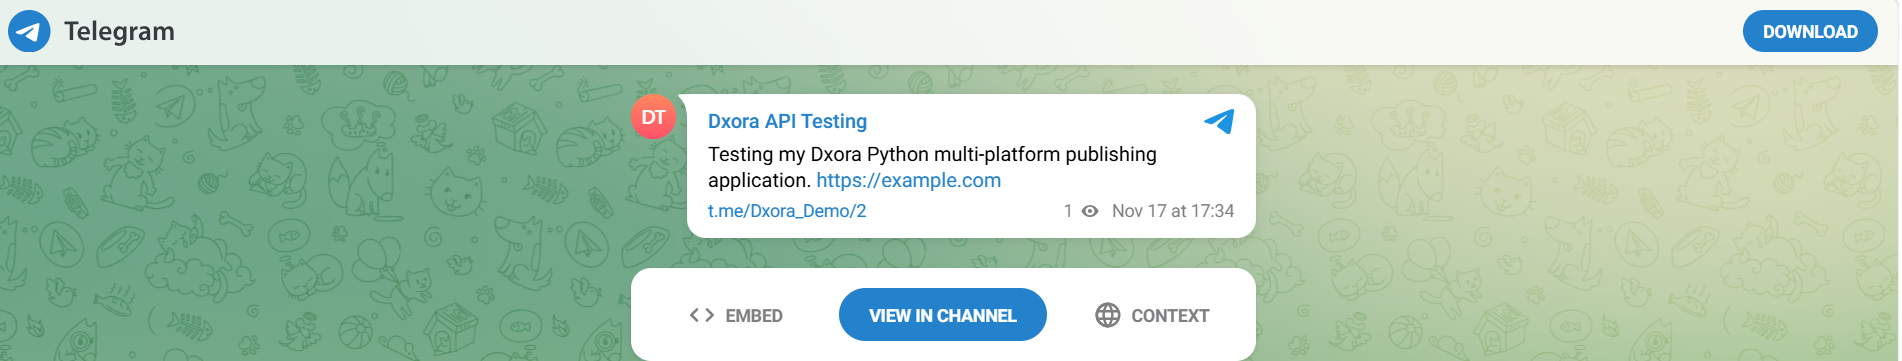 Telegram
DOWNLOAD
DT
Dxora API Testing
Testing my Dxora Python multi-platform publishing
application. https://example.com
t.me/Dxora_Demo/2 1 Nov 17 at 17:34
EMBED VIEW IN CHANNEL CONTEXT